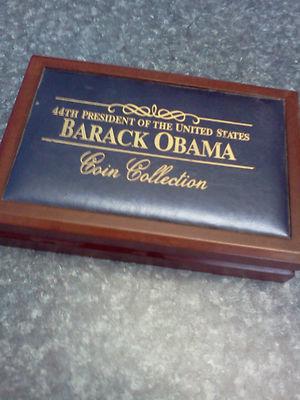 44TH PRESIDENT OF THE UNITED STATES
BARACK OBAMA
Coin Collection